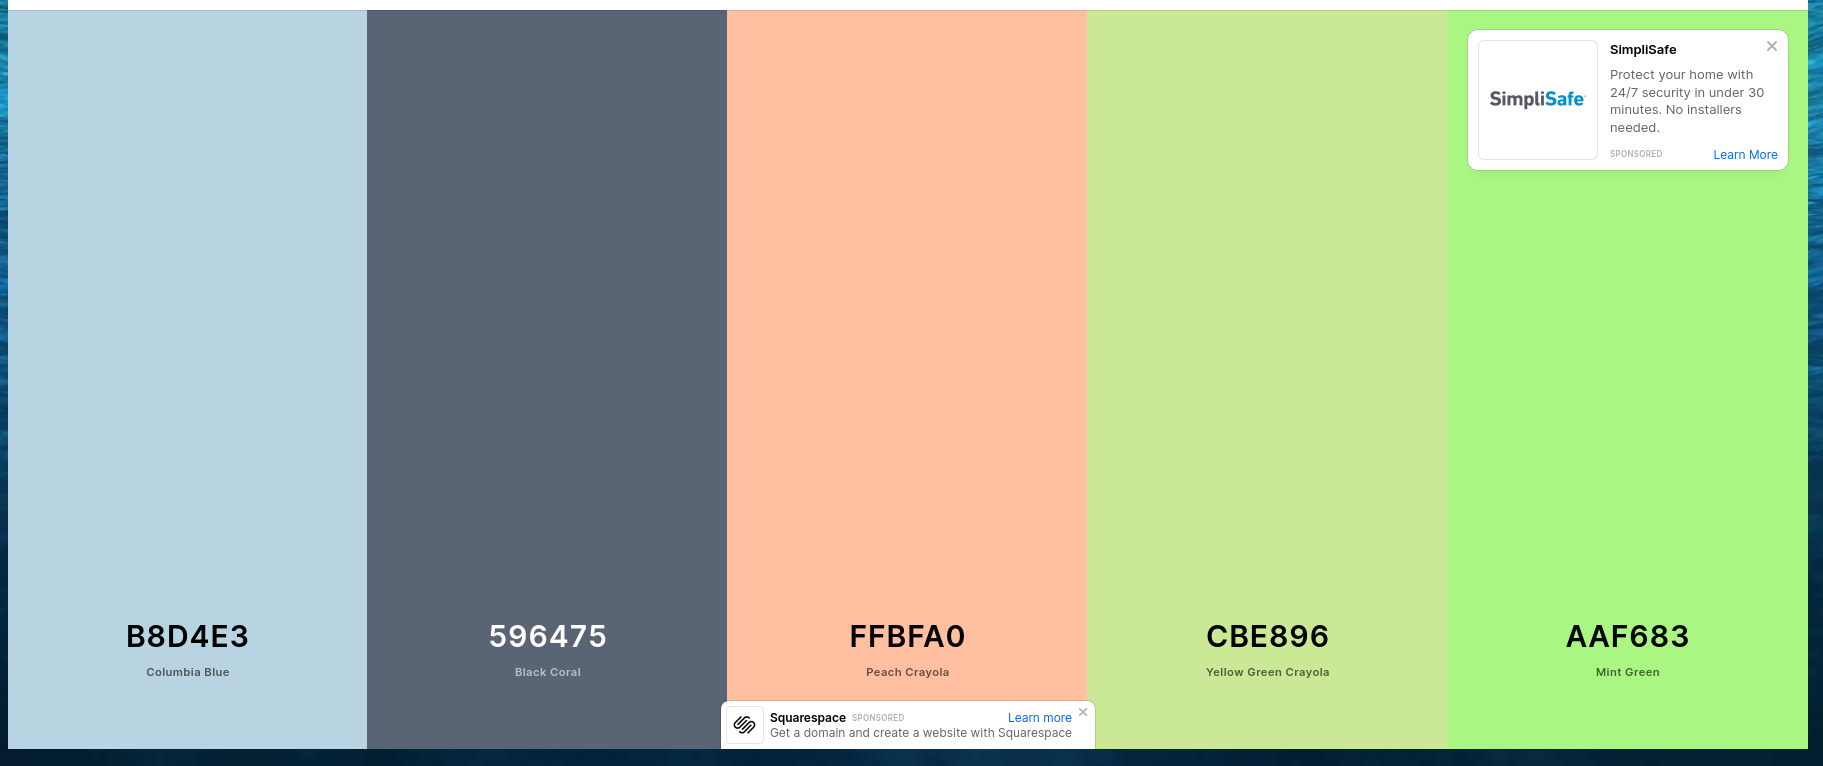 SimpliSafe
SimpliSafe
Protect your home with
24/7 security in under 30
minutes. No installers
needed.
SPONSORED Learn More
B8D4E3
Columbia Blue
596475
Black Coral
FFBFA0
Peach Crayola
CBE896
Yellow Green Crayola
AAF683
Mint Green
Squarespace SPONSORED Learn more
Get a domain and create a website with Squarespace